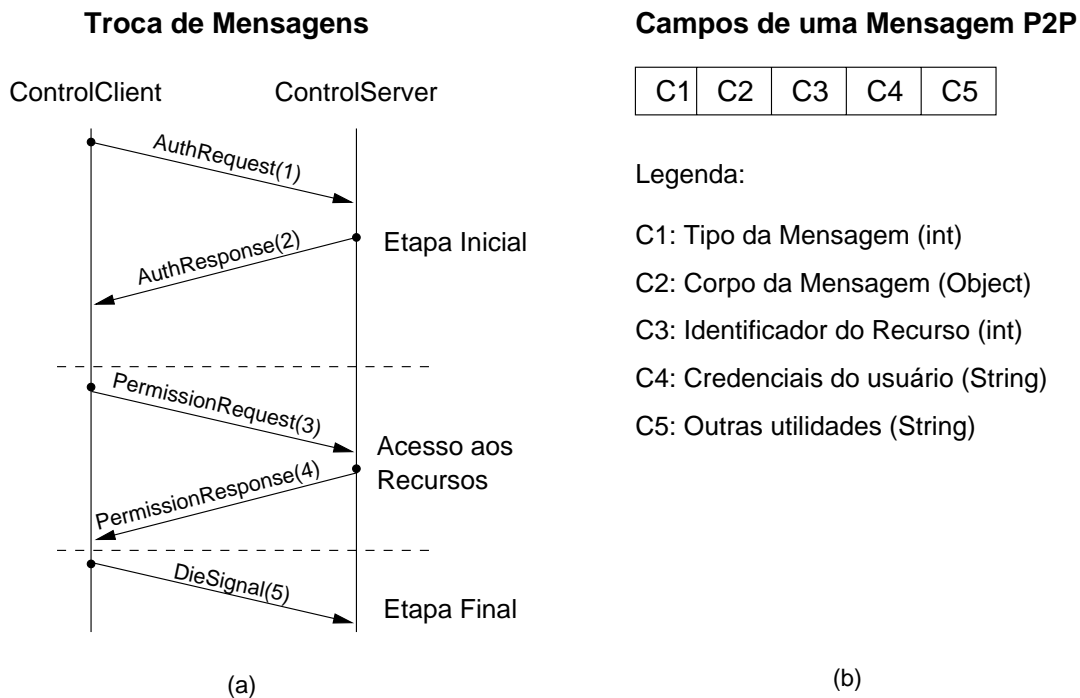 Troca de Mensagens
ControlClient
ControlServer
AuthRequest(1)
AuthResponse(2)
Etapa Inicial
PermissionRequest(3)
Acesso aos
Recursos
PermissionResponse(4)
DieSignal(5)
Etapa Final
(a)
Campos de uma Mensagem P2P
C1 C2 C3 C4 C5
Legenda:
C1: Tipo da Mensagem (int)
C2: Corpo da Mensagem (Object)
C3: Identificador do Recurso (int)
C4: Credenciais do usuário (String)
C5: Outras utilidades (String)
(b)